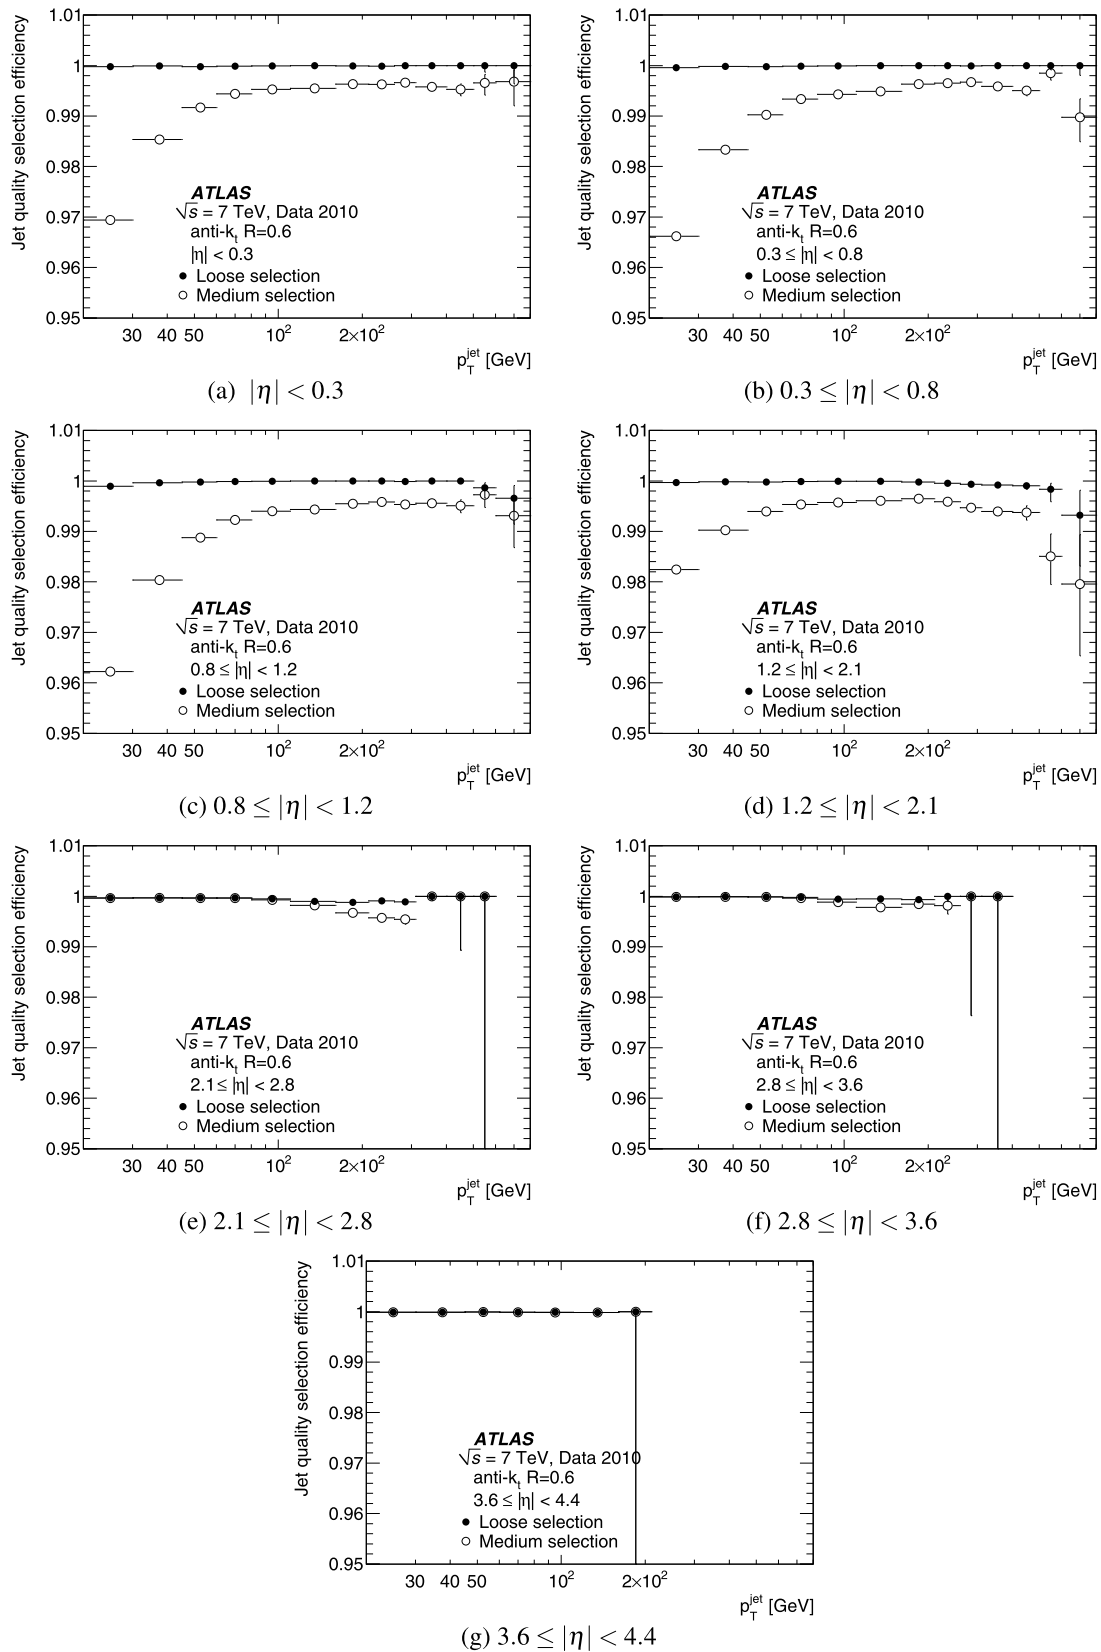 Jet quality selection efficiency
1.01
1
0.99
0.98
0.97
0.96
0.95
ATLAS
√s = 7 TeV, Data 2010
anti-kt R=0.6
|η| < 0.3
Loose selection
Medium selection
30 40 50 10² 2×10²
pT^jet [GeV]
(a) |η| < 0.3
Jet quality selection efficiency
1.01
1
0.99
0.98
0.97
0.96
0.95
ATLAS
√s = 7 TeV, Data 2010
anti-kt R=0.6
0.3 ≤ |η| < 0.8
Loose selection
Medium selection
30 40 50 10² 2×10²
pT^jet [GeV]
(b) 0.3 ≤ |η| < 0.8
Jet quality selection efficiency
1.01
1
0.99
0.98
0.97
0.96
0.95
ATLAS
√s = 7 TeV, Data 2010
anti-kt R=0.6
0.8 ≤ |η| < 1.2
Loose selection
Medium selection
30 40 50 10² 2×10²
pT^jet [GeV]
(c) 0.8 ≤ |η| < 1.2
Jet quality selection efficiency
1.01
1
0.99
0.98
0.97
0.96
0.95
ATLAS
√s = 7 TeV, Data 2010
anti-kt R=0.6
1.2 ≤ |η| < 2.1
Loose selection
Medium selection
30 40 50 10² 2×10²
pT^jet [GeV]
(d) 1.2 ≤ |η| < 2.1
Jet quality selection efficiency
1.01
1
0.99
0.98
0.97
0.96
0.95
ATLAS
√s = 7 TeV, Data 2010
anti-kt R=0.6
2.1 ≤ |η| < 2.8
Loose selection
Medium selection
30 40 50 10² 2×10²
pT^jet [GeV]
(e) 2.1 ≤ |η| < 2.8
Jet quality selection efficiency
1.01
1
0.99
0.98
0.97
0.96
0.95
ATLAS
√s = 7 TeV, Data 2010
anti-kt R=0.6
2.8 ≤ |η| < 3.6
Loose selection
Medium selection
30 40 50 10² 2×10²
pT^jet [GeV]
(f) 2.8 ≤ |η| < 3.6
Jet quality selection efficiency
1.01
1
0.99
0.98
0.97
0.96
0.95
ATLAS
√s = 7 TeV, Data 2010
anti-kt R=0.6
3.6 ≤ |η| < 4.4
Loose selection
Medium selection
30 40 50 10² 2×10²
pT^jet [GeV]
(g) 3.6 ≤ |η| < 4.4